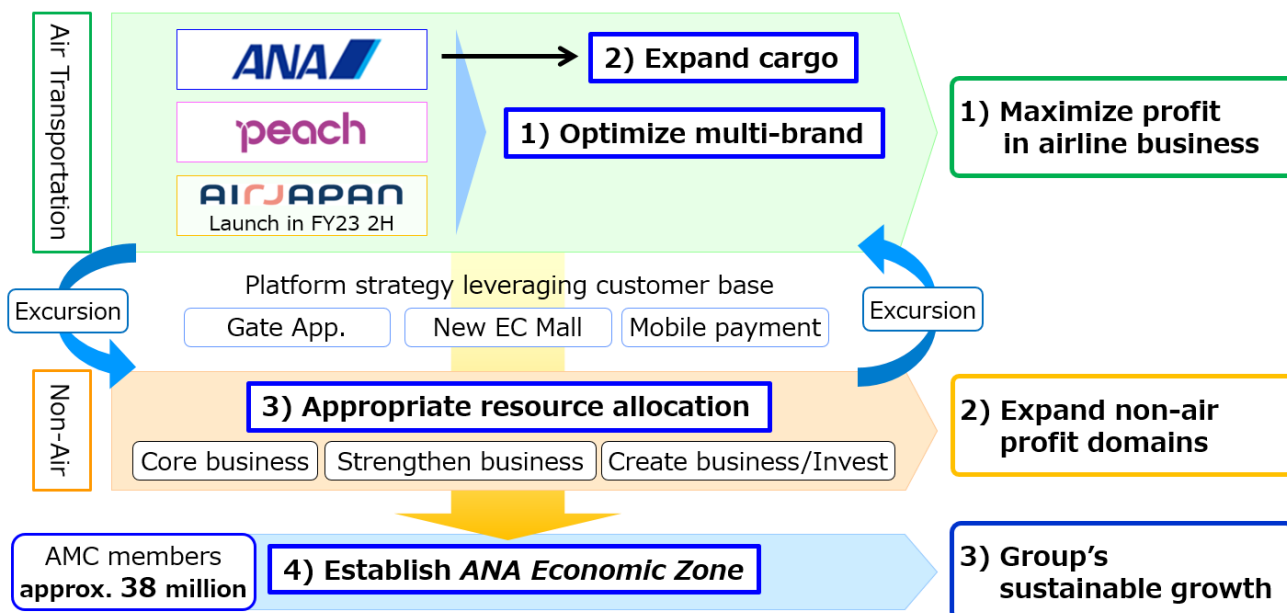 Air Transportation
ANA
2) Expand cargo
peach
1) Optimize multi-brand
AIRJAPAN
Launch in FY23 2H
1) Maximize profit
in airline business
Platform strategy leveraging customer base
Excursion
Gate App.
New EC Mall
Mobile payment
Excursion
Non-Air
3) Appropriate resource allocation
Core business
Strengthen business
Create business/Invest
2) Expand non-air
profit domains
AMC members
approx. 38 million
4) Establish ANA Economic Zone
3) Group’s
sustainable growth